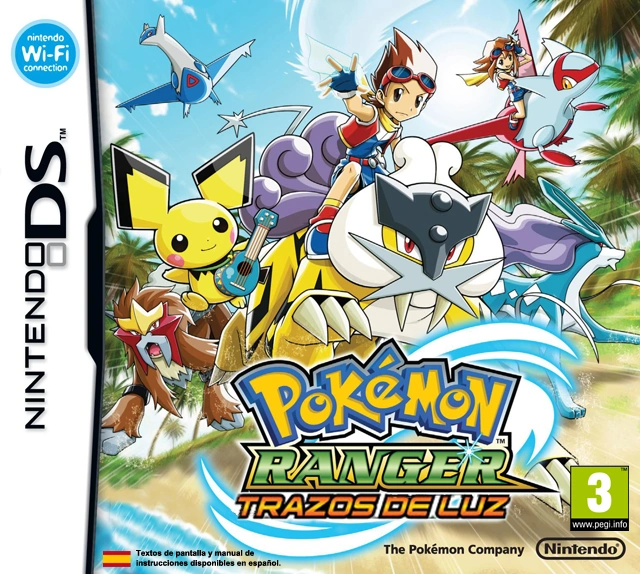 nintendo
Wi-Fi
connection
NINTENDO DS™
POKéMON
™
RANGER
TRAZOS DE LUZ
3
www.pegi.info
Textos de pantalla y manual de
instrucciones disponibles en español.
The Pokémon Company
Nintendo®